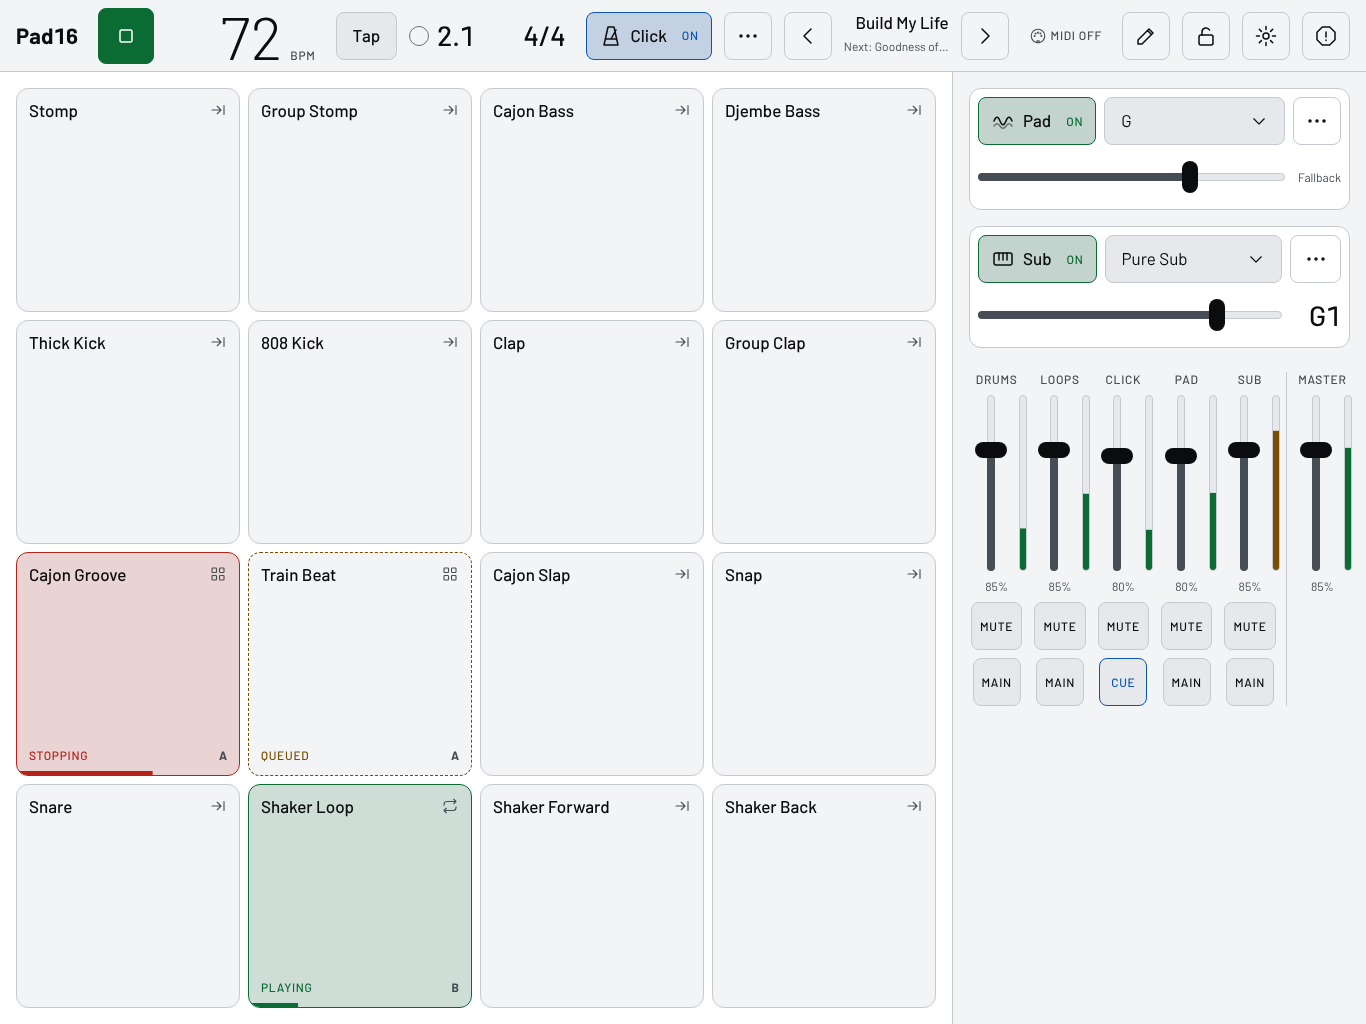 Pad16
72 BPM
Tap
2.1
4/4
Click ON
Build My Life
Next: Goodness of...
MIDI OFF
Stomp
Group Stomp
Cajon Bass
Djembe Bass
Thick Kick
808 Kick
Clap
Group Clap
Cajon Groove
STOPPING A
Train Beat
QUEUED A
Cajon Slap
Snap
Snare
Shaker Loop
PLAYING B
Shaker Forward
Shaker Back
Pad ON
G
Fallback
Sub ON
Pure Sub
G1
DRUMS LOOPS CLICK PAD SUB MASTER
85% 85% 80% 80% 85% 85%
MUTE MUTE MUTE MUTE MUTE
MAIN MAIN CUE MAIN MAIN